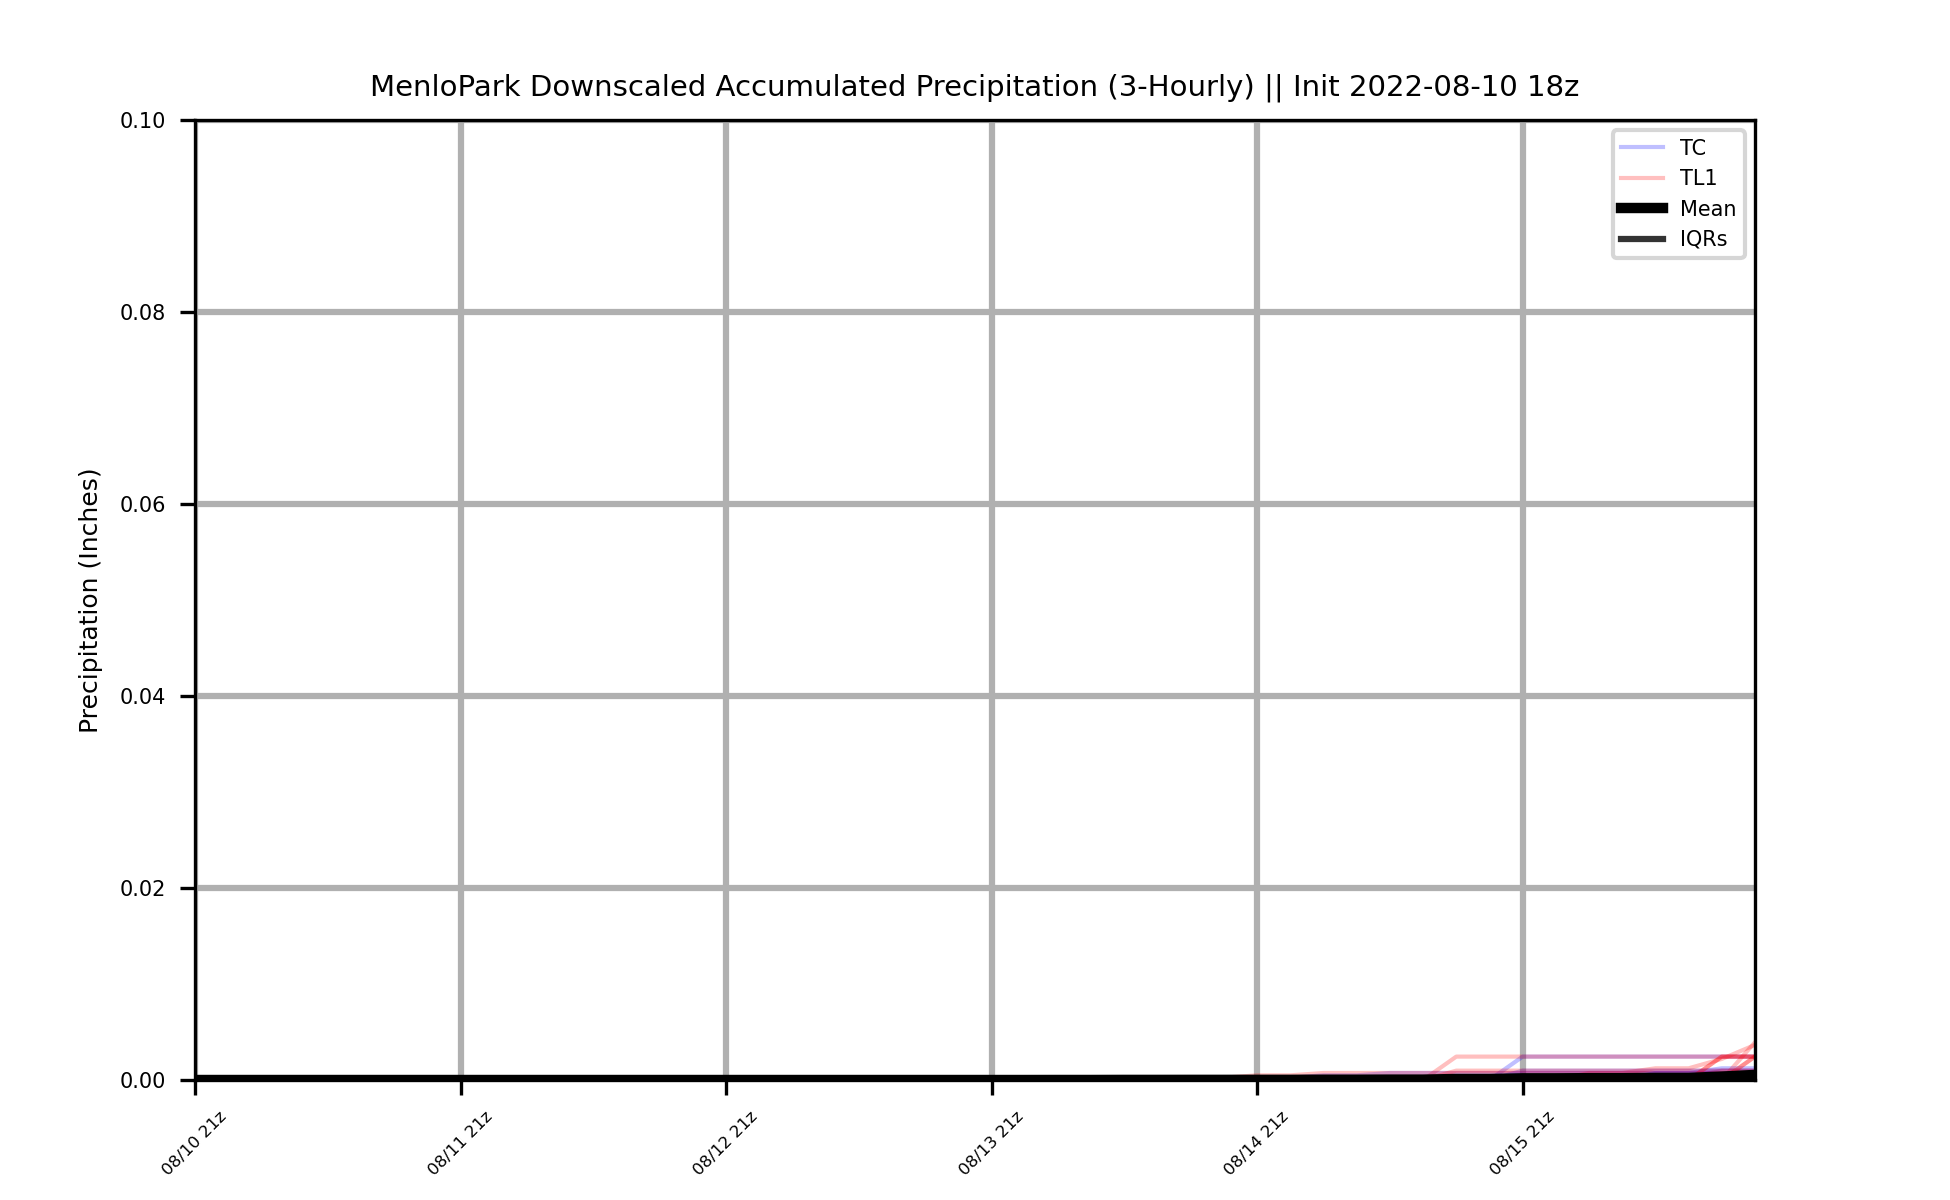 MenloPark Downscaled Accumulated Precipitation (3-Hourly) || Init 2022-08-10 18z
TC
TL1
Mean
IQRs
Precipitation (Inches)
0.10
0.08
0.06
0.04
0.02
0.00
08/10 21z
08/11 21z
08/12 21z
08/13 21z
08/14 21z
08/15 21z